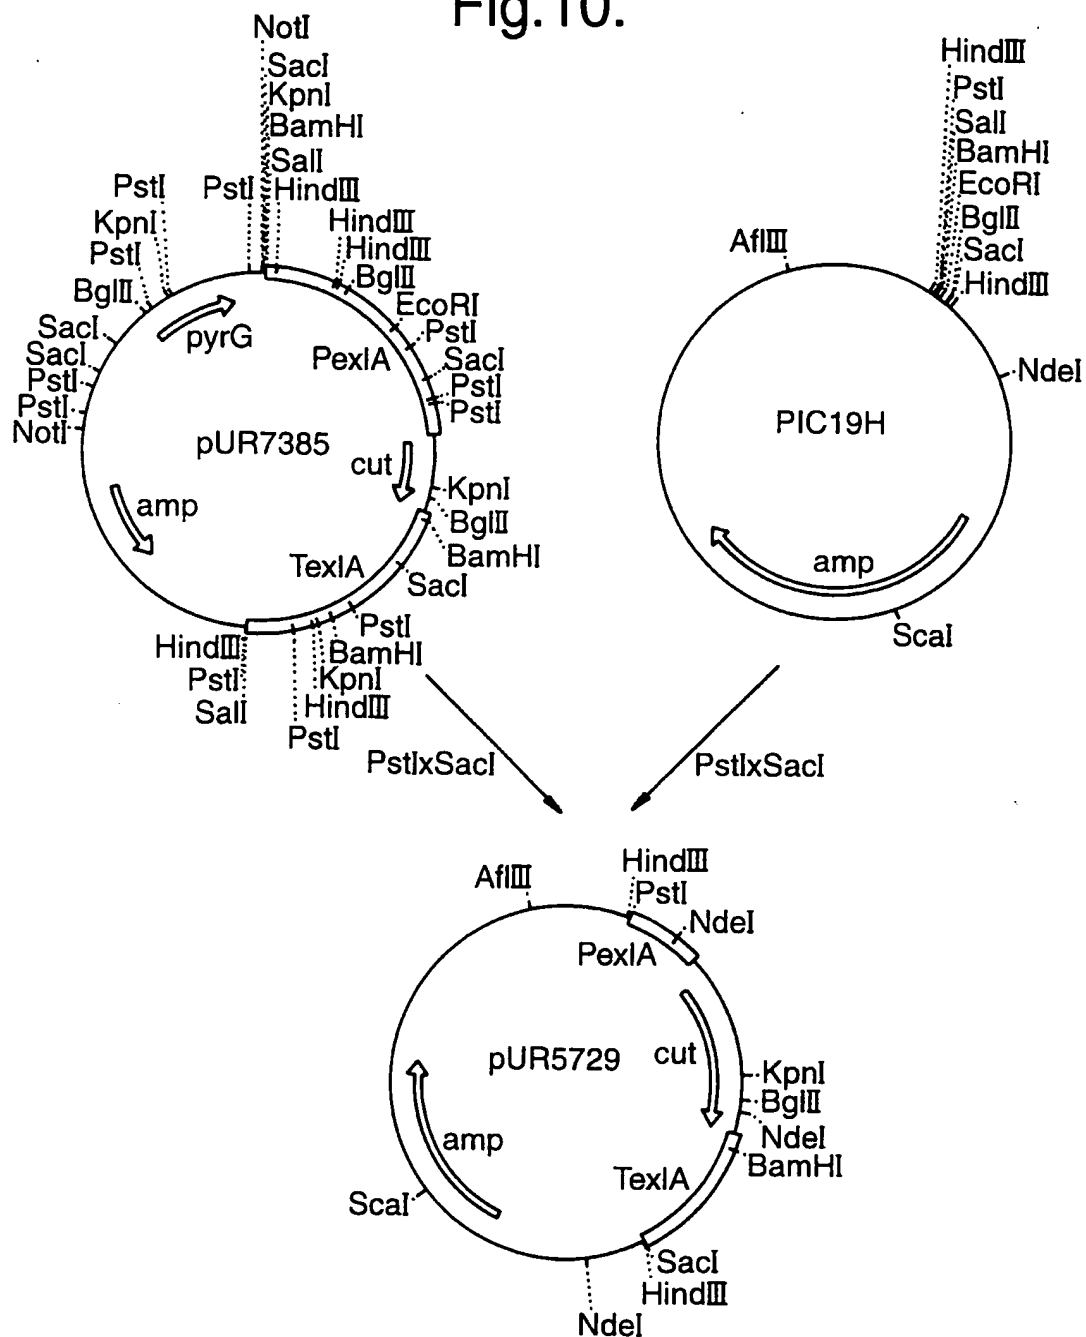 Fig.10.
NotI
SacI
KpnI
BamHI
SalI
HindIII
PstI
PstI
KpnI
PstI
BglII
SacI
SacI
PstI
PstI
NotI
HindIII
HindIII
BglII
EcoRI
PstI
SacI
PstI
PstI
pyrG
PexlA
pUR7385
cut
amp
TexlA
KpnI
BglII
BamHI
SacI
PstI
BamHI
KpnI
HindIII
PstI
HindIII
PstI
SalI
HindIII
PstI
SalI
BamHI
EcoRI
BglII
SacI
HindIII
AflIII
NdeI
PIC19H
amp
ScaI
PstIxSacI
PstIxSacI
AflIII
HindIII
PstI
NdeI
PexlA
pUR5729
cut
KpnI
BglII
NdeI
BamHI
amp
TexlA
ScaI
SacI
HindIII
NdeI